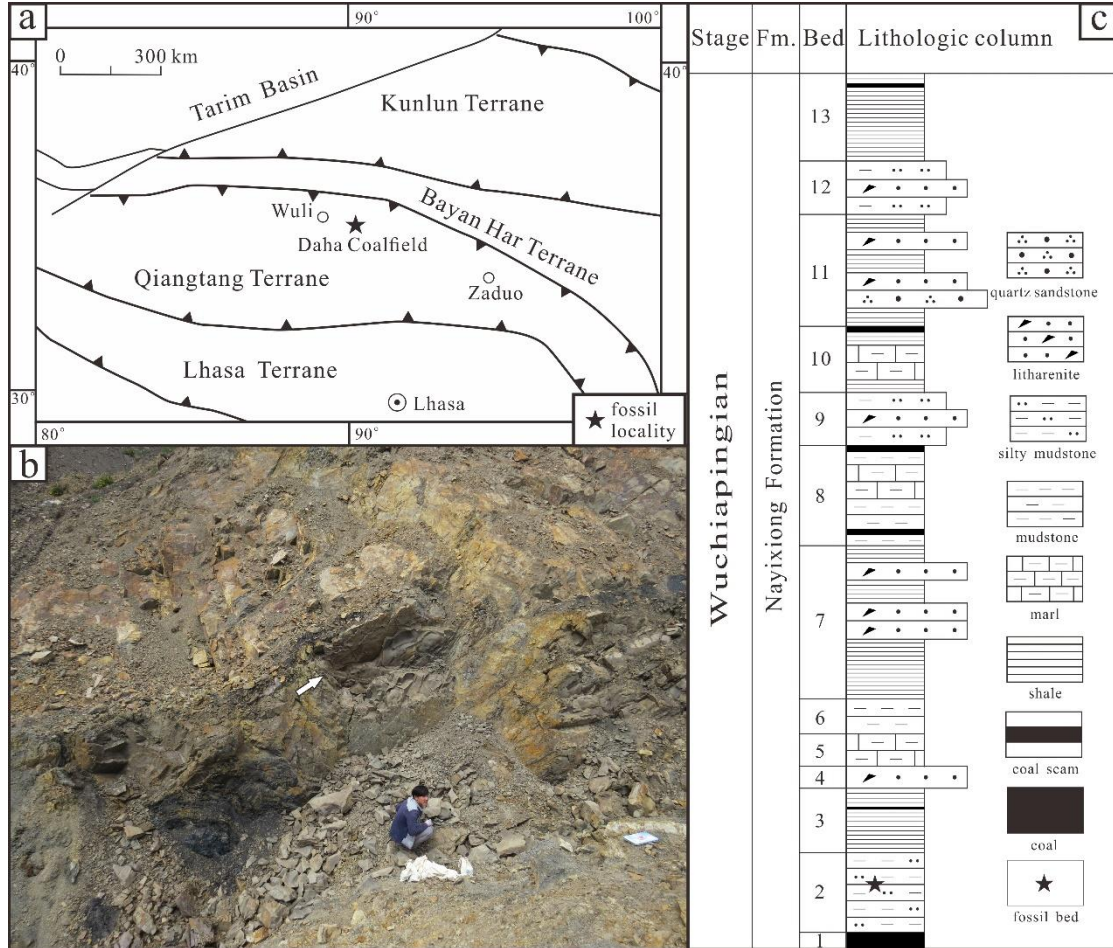 a
90°
100°
0 300 km
40°
40°
Tarim Basin
Kunlun Terrane
Bayan Har Terrane
Wuli
Daha Coalfield
Qiangtang Terrane
Zaduo
Lhasa Terrane
30°
Lhasa
fossil
locality
80°
90°
b
c
Stage Fm. Bed Lithologic column
13
12
11
10
9
8
7
6
5
4
3
2
1
Wuchiapingian
Nayixiong Formation
quartz sandstone
litharenite
silty mudstone
mudstone
marl
shale
coal scam
coal
fossil bed